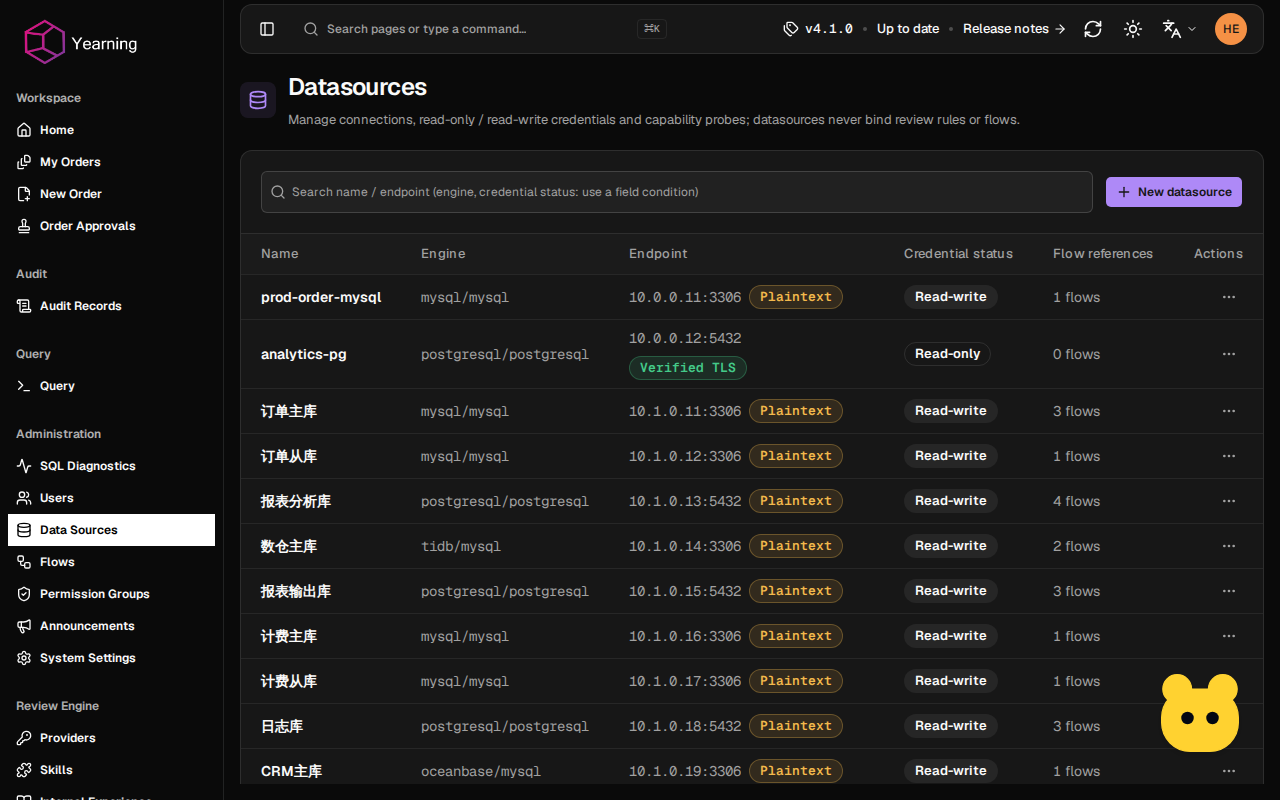 Yearning
Search pages or type a command...
⌘K
v4.1.0
Up to date
Release notes →
HE
Workspace
Home
My Orders
New Order
Order Approvals
Audit
Audit Records
Query
Query
Administration
SQL Diagnostics
Users
Data Sources
Flows
Permission Groups
Announcements
System Settings
Review Engine
Providers
Skills
Datasources
Manage connections, read-only / read-write credentials and capability probes; datasources never bind review rules or flows.
Search name / endpoint (engine, credential status: use a field condition)
New datasource
Name Engine Endpoint Credential status Flow references Actions
prod-order-mysql mysql/mysql 10.0.0.11:3306 Plaintext Read-write 1 flows
analytics-pg postgresql/postgresql 10.0.0.12:5432 Verified TLS Read-only 0 flows
订单主库 mysql/mysql 10.1.0.11:3306 Plaintext Read-write 3 flows
订单从库 mysql/mysql 10.1.0.12:3306 Plaintext Read-write 1 flows
报表分析库 postgresql/postgresql 10.1.0.13:5432 Plaintext Read-write 4 flows
数仓主库 tidb/mysql 10.1.0.14:3306 Plaintext Read-write 2 flows
报表输出库 postgresql/postgresql 10.1.0.15:5432 Plaintext Read-write 3 flows
计费主库 mysql/mysql 10.1.0.16:3306 Plaintext Read-write 1 flows
计费从库 mysql/mysql 10.1.0.17:3306 Plaintext Read-write 1 flows
日志库 postgresql/postgresql 10.1.0.18:5432 Plaintext Read-write 3 flows
CRM主库 oceanbase/mysql 10.1.0.19:3306 Plaintext Read-write 1 flows